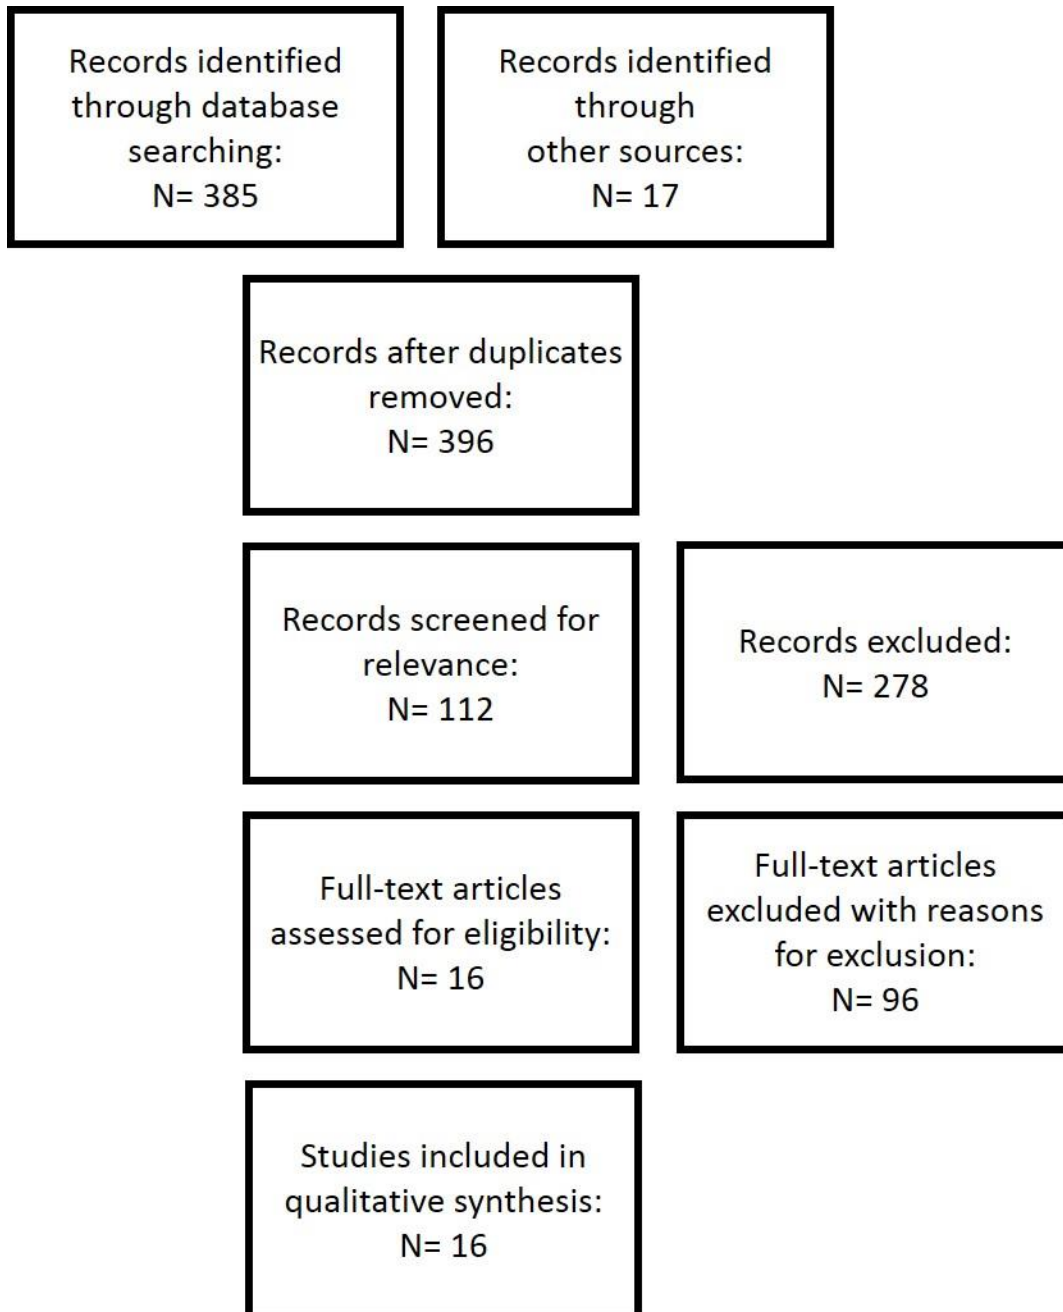 Records identified
through database
searching:
N= 385
Records identified
through
other sources:
N= 17
Records after duplicates
removed:
N= 396
Records screened for
relevance:
N= 112
Records excluded:
N= 278
Full-text articles
assessed for eligibility:
N= 16
Full-text articles
excluded with reasons
for exclusion:
N= 96
Studies included in
qualitative synthesis:
N= 16